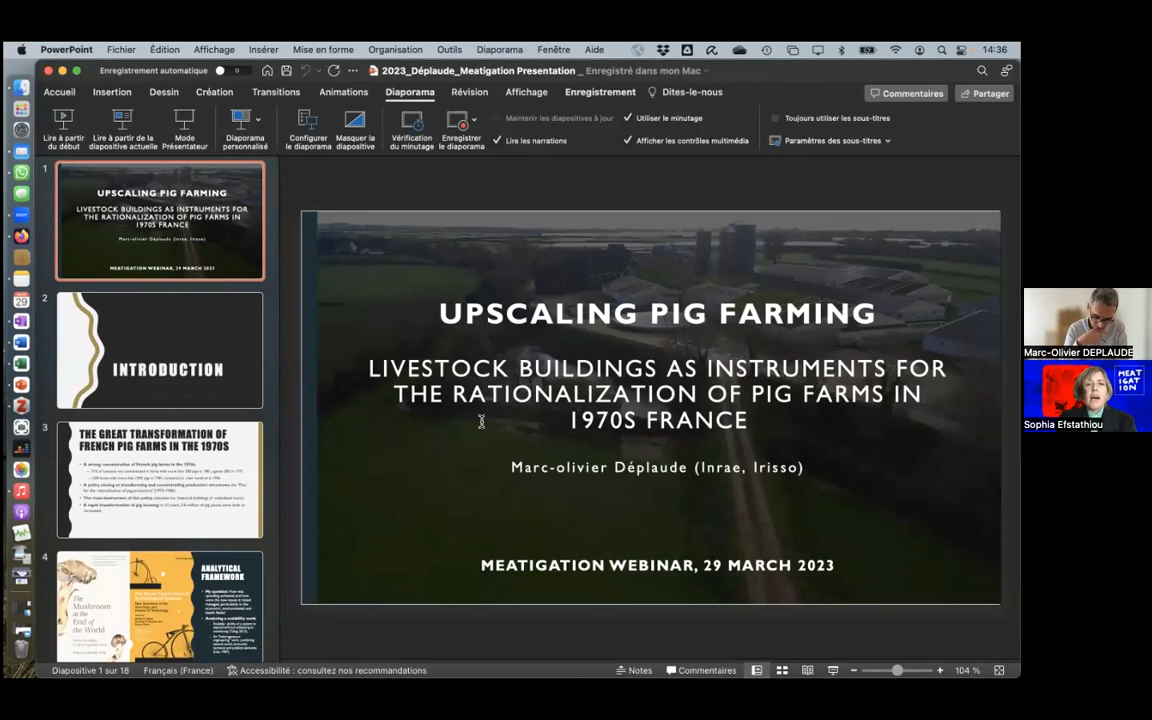 PowerPoint Fichier Édition Affichage Insérer Mise en forme Organisation Outils Diaporama Fenêtre Aide 14:36
Enregistrement automatique 2023_Déplaude_Meatigation Presentation _ Enregistré dans mon Mac
Accueil Insertion Dessin Création Transitions Animations Diaporama Révision Affichage Enregistrement Dites-le-nous Commentaires Partager
Lire à partir du début
Lire à partir de la diapositive actuelle
Mode Présentateur
Diaporama personnalisé
Configurer le diaporama
Masquer la diapositive
Vérification du minutage
Enregistrer le diaporama
Maintenir les diapositives à jour
Lire les narrations
Utiliser le minutage
Afficher les contrôles multimédia
Toujours utiliser les sous-titres
Paramètres des sous-titres
1
UPSCALING PIG FARMING
LIVESTOCK BUILDINGS AS INSTRUMENTS FOR
THE RATIONALIZATION OF PIG FARMS IN
1970S FRANCE
Marc-olivier Déplaude (Inrae, Irisso)
MEATIGATION WEBINAR, 29 MARCH 2023
2
INTRODUCTION
3
THE GREAT TRANSFORMATION OF
FRENCH PIG FARMS IN THE 1970S
4
The
Mushroom
at the
End of
the World
ANALYTICAL
FRAMEWORK
UPSCALING PIG FARMING
LIVESTOCK BUILDINGS AS INSTRUMENTS FOR
THE RATIONALIZATION OF PIG FARMS IN
1970S FRANCE
Marc-olivier Déplaude (Inrae, Irisso)
MEATIGATION WEBINAR, 29 MARCH 2023
Marc-Olivier DEPLAUDE
MEAT
IGAT
ION
Sophia Efstathiou
29
Diapositive 1 sur 18 Français (France) Accessibilité : consultez nos recommandations Notes Commentaires 104 %